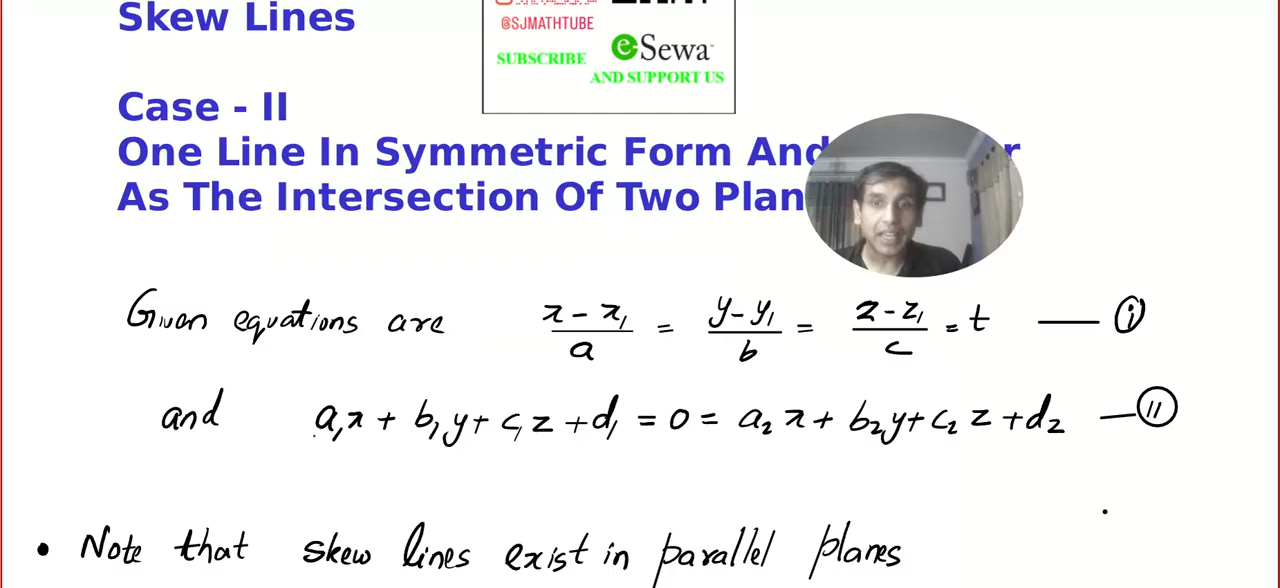 Skew Lines
@SJMATHTUBE
SUBSCRIBE
eSewa
AND SUPPORT US
Case - II
One Line In Symmetric Form And
As The Intersection Of Two Plan
Given equations are x - x₁ / a = y - y₁ / b = z - z₁ / c = t — (i)
and a₁x + b₁y + c₁z + d₁ = 0 = a₂x + b₂y + c₂z + d₂ — (11)
• Note that skew lines exist in parallel planes